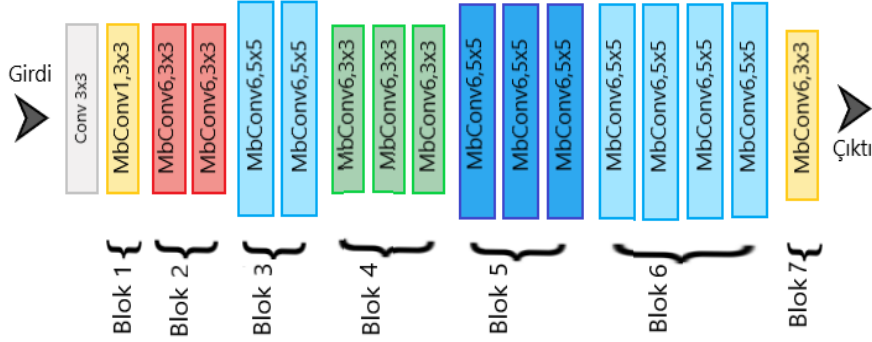 Girdi
Conv 3x3
MbConv1,3x3
MbConv6,3x3
MbConv6,3x3
MbConv6,5x5
MbConv6,5x5
MbConv6,3x3
MbConv6,3x3
MbConv6,3x3
MbConv6,5x5
MbConv6,5x5
MbConv6,5x5
MbConv6,5x5
MbConv6,5x5
MbConv6,5x5
MbConv6,5x5
MbConv6,3x3
Çıktı
Blok 1
Blok 2
Blok 3
Blok 4
Blok 5
Blok 6
Blok 7